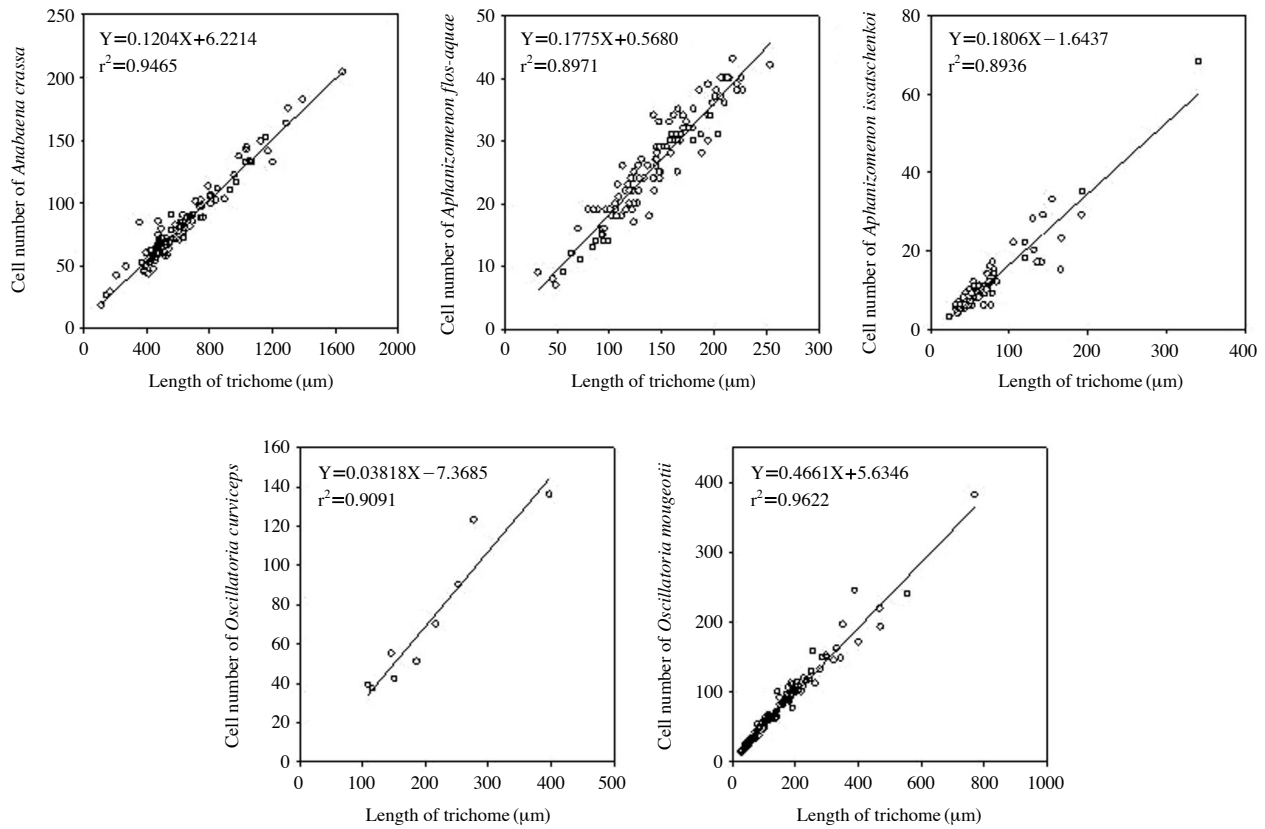 Cell number of Anabaena crassa
250
200
150
100
50
0
Y=0.1204X+6.2214
r²=0.9465
0 400 800 1200 1600 2000
Length of trichome (μm)
Cell number of Aphanizomenon flos-aquae
50
40
30
20
10
0
Y=0.1775X+0.5680
r²=0.8971
0 50 100 150 200 250 300
Length of trichome (μm)
Cell number of Aphanizomenon issatschenkoi
80
60
40
20
0
Y=0.1806X−1.6437
r²=0.8936
0 100 200 300 400
Length of trichome (μm)
Cell number of Oscillatoria curviceps
160
140
120
100
80
60
40
20
0
Y=0.03818X−7.3685
r²=0.9091
0 100 200 300 400 500
Length of trichome (μm)
Cell number of Oscillatoria mougeotii
400
300
200
100
0
Y=0.4661X+5.6346
r²=0.9622
0 200 400 600 800 1000
Length of trichome (μm)